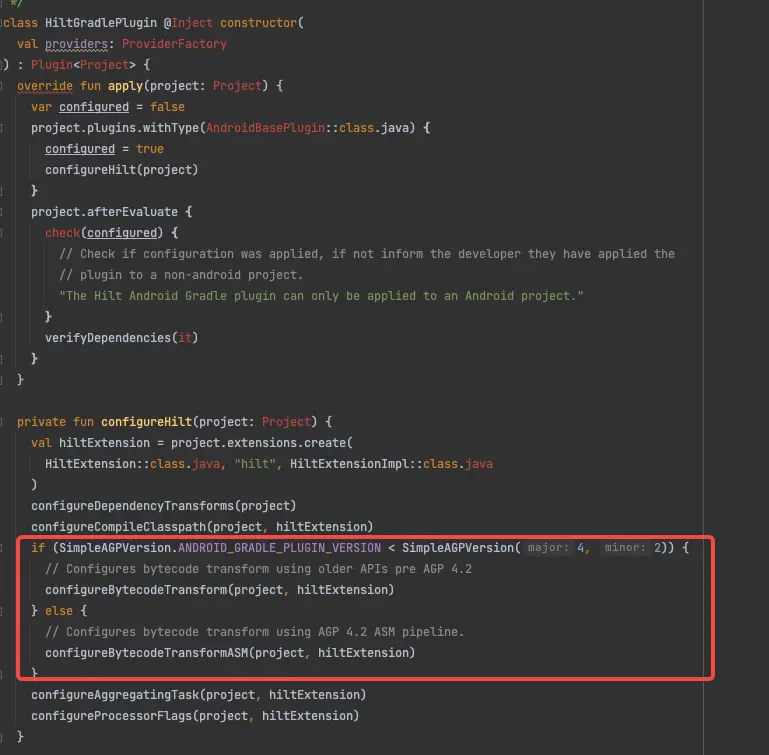 */
class HiltGradlePlugin @Inject constructor(
  val providers: ProviderFactory
) : Plugin<Project> {
  override fun apply(project: Project) {
    var configured = false
    project.plugins.withType(AndroidBasePlugin::class.java) {
      configured = true
      configureHilt(project)
    }
    project.afterEvaluate {
      check(configured) {
        // Check if configuration was applied, if not inform the developer they have applied the
        // plugin to a non-android project.
        "The Hilt Android Gradle plugin can only be applied to an Android project."
      }
      verifyDependencies(it)
    }
  }
  private fun configureHilt(project: Project) {
    val hiltExtension = project.extensions.create(
      HiltExtension::class.java, "hilt", HiltExtensionImpl::class.java
    )
    configureDependencyTransforms(project)
    configureCompileClasspath(project, hiltExtension)
    if (SimpleAGPVersion.ANDROID_GRADLE_PLUGIN_VERSION < SimpleAGPVersion( major: 4, minor: 2)) {
      // Configures bytecode transform using older APIs pre AGP 4.2
      configureBytecodeTransform(project, hiltExtension)
    } else {
      // Configures bytecode transform using AGP 4.2 ASM pipeline.
      configureBytecodeTransformASM(project, hiltExtension)
    }
    configureAggregatingTask(project, hiltExtension)
    configureProcessorFlags(project, hiltExtension)
  }